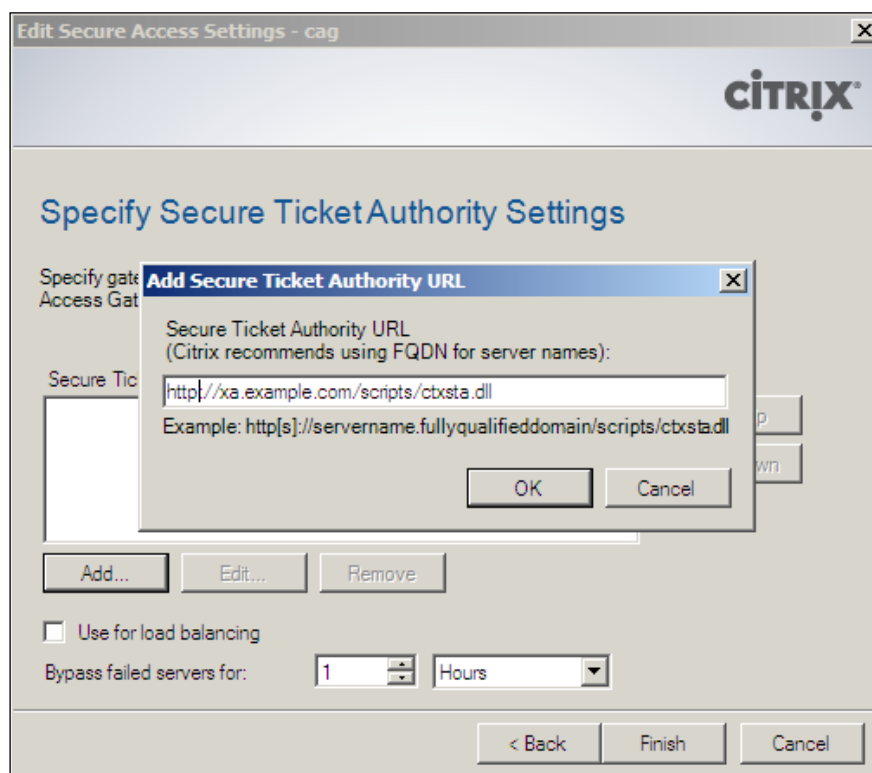 Edit Secure Access Settings - cag
CİTRIX
Specify Secure Ticket Authority Settings
Specify gate
Access Gat
Add Secure Ticket Authority URL
Secure Ticket Authority URL
(Citrix recommends using FQDN for server names):
Secure Tic
http://xa.example.com/scripts/ctxsta.dll
Example: http[s]://servername.fullyqualifieddomain/scripts/ctxsta.dll
p
wn
OK Cancel
Add... Edit... Remove
Use for load balancing
Bypass failed servers for: 1 Hours
< Back Finish Cancel